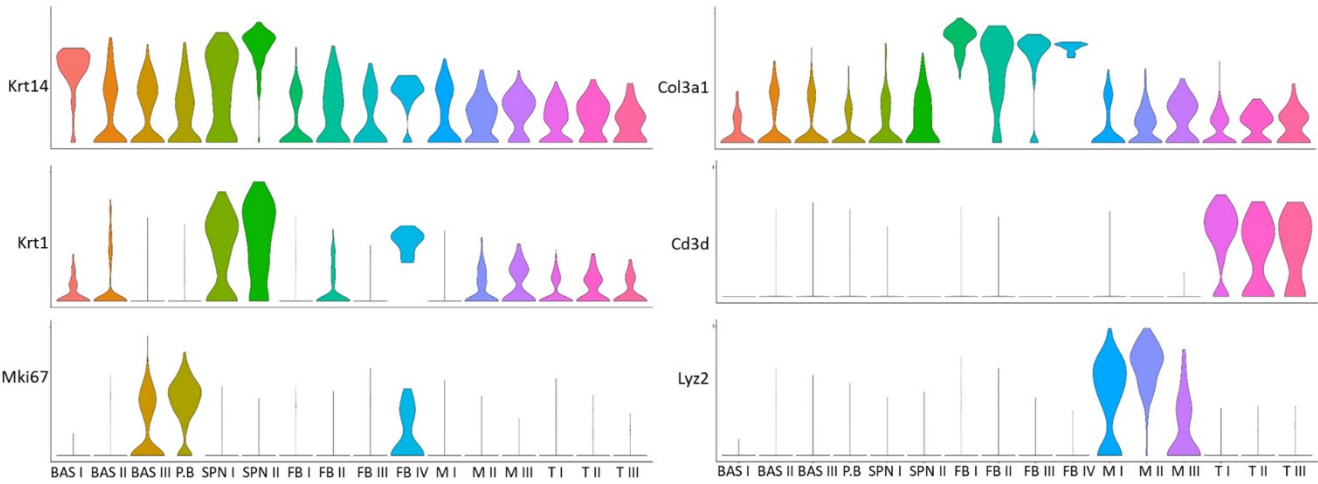 Krt14
Col3a1
Krt1
Cd3d
Mki67
Lyz2
BAS I BAS II BAS III P.B SPN I SPN II FB I FB II FB III FB IV M I M II M III T I T II T III
BAS I BAS II BAS III P.B SPN I SPN II FB I FB II FB III FB IV M I M II M III T I T II T III